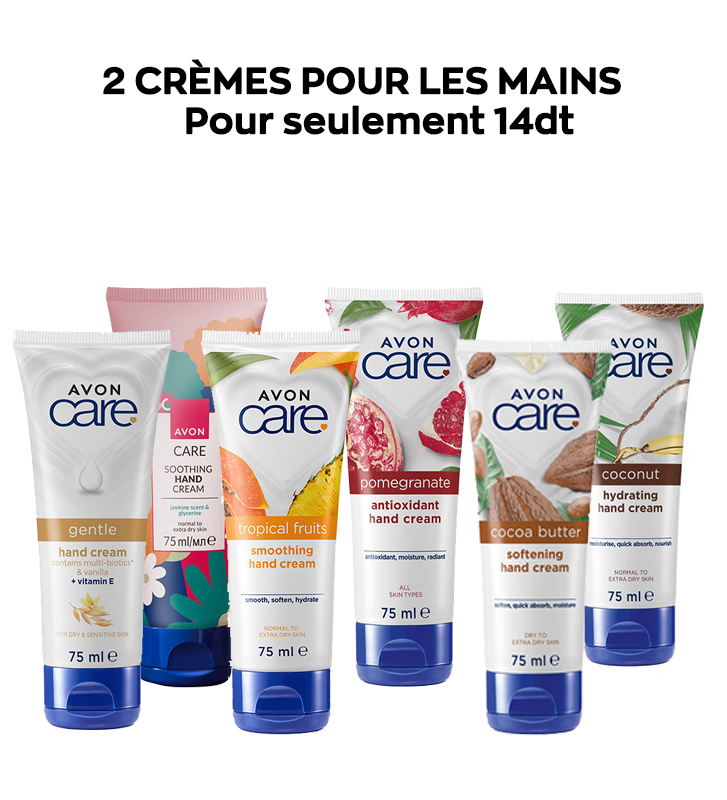 2 CRÈMES POUR LES MAINS
Pour seulement 14dt
AVON
care
gentle
hand cream
contains multi-biotics*
& vanilla
+ vitamin E
FOR DRY & SENSITIVE SKIN
75 ml e
AVON
CARE
SOOTHING
HAND
CREAM
jasmine scent &
glycerine
normal to
extra dry skin
75 ml/мл e
AVON
care
tropical fruits
smoothing
hand cream
smooth, soften, hydrate
NORMAL TO
EXTRA DRY SKIN
75 ml e
AVON
care
pomegranate
antioxidant
hand cream
antioxidant, moisture, radiant
ALL
SKIN TYPES
75 ml e
AVON
care
cocoa butter
softening
hand cream
soften, quick absorb, moisture
DRY TO
EXTRA DRY SKIN
75 ml e
AVON
care
coconut
hydrating
hand cream
moisturise, quick absorb, nourish
NORMAL TO
EXTRA DRY SKIN
75 ml e